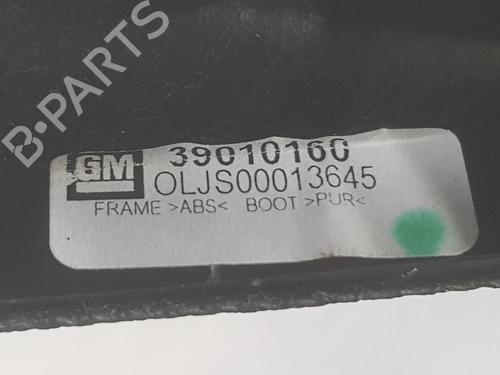 B-PARTS
GM 39010160
OLJS00013645
FRAME >ABS< BOOT >PUR<